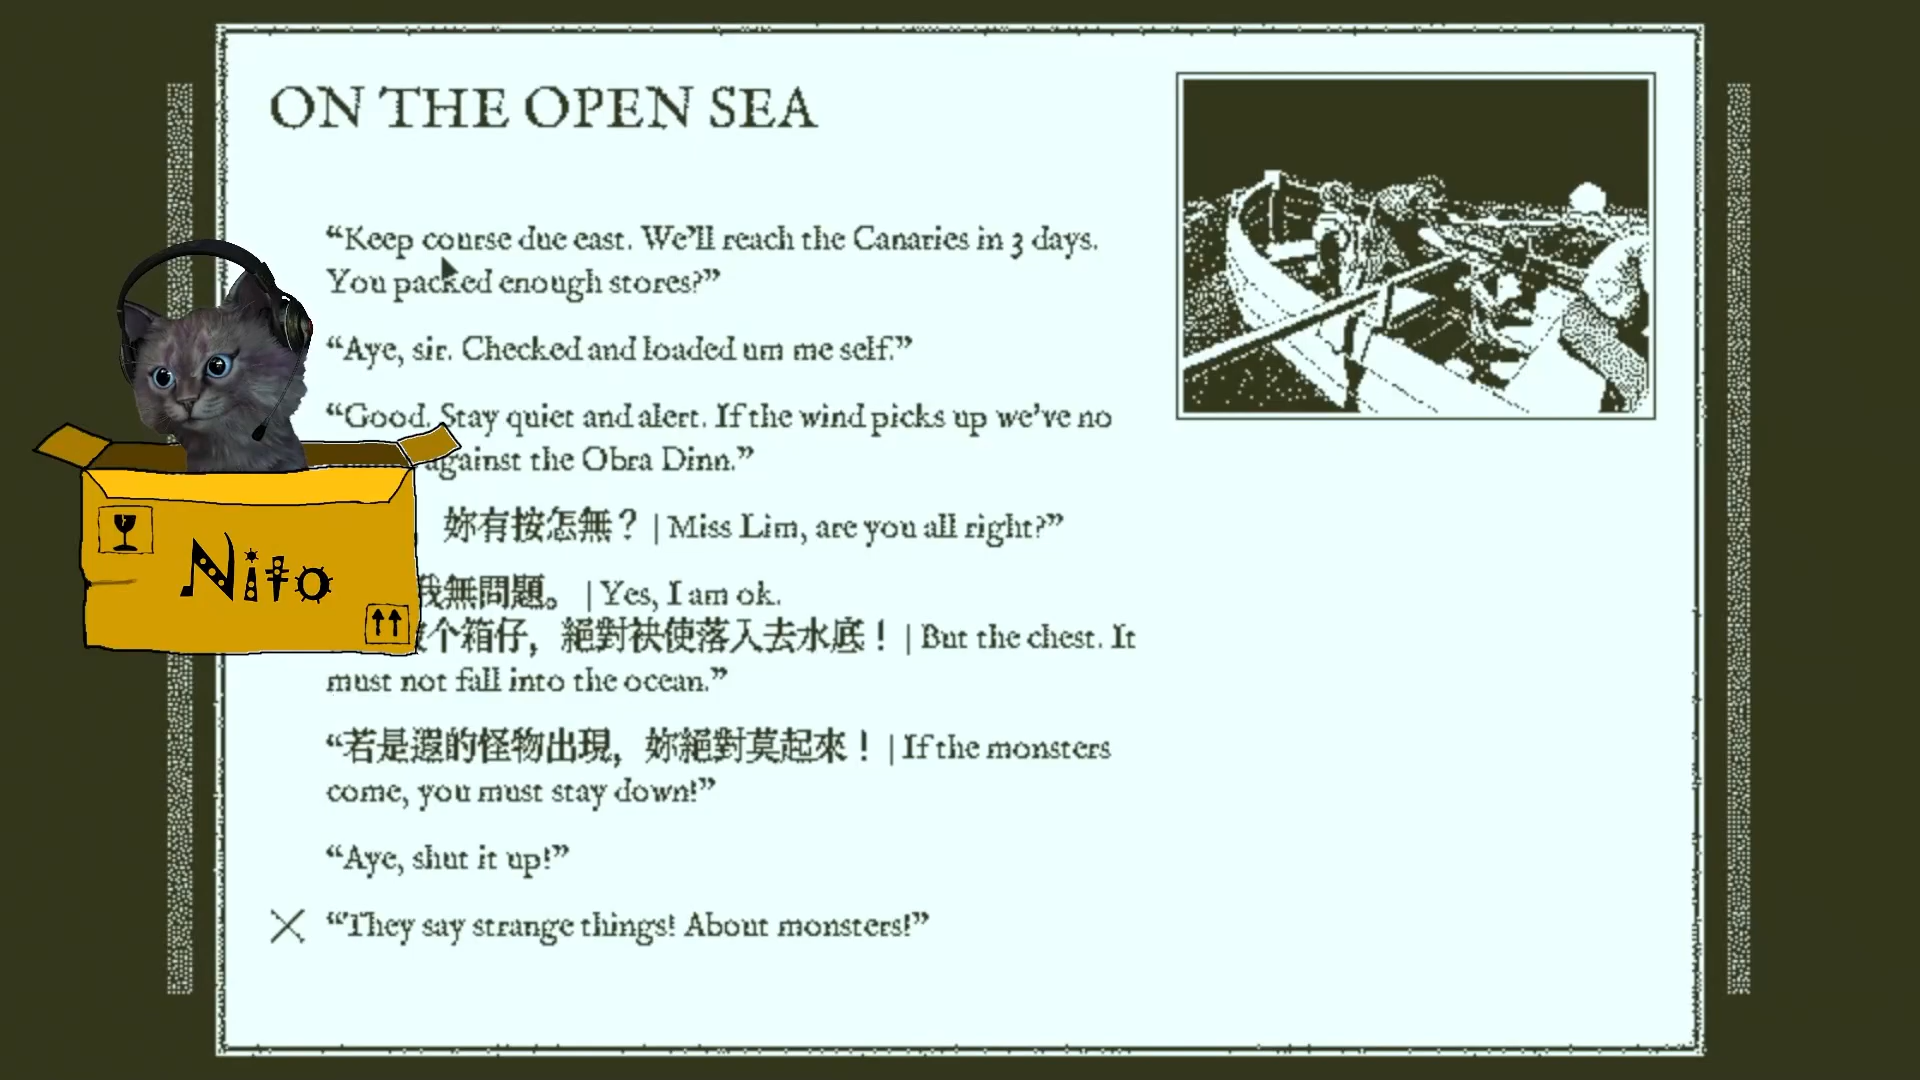 ON THE OPEN SEA
“Keep course due east. We’ll reach the Canaries in 3 days.
You packed enough stores?”
“Aye, sir. Checked and loaded um me self.”
“Good. Stay quiet and alert. If the wind picks up we’ve no
against the Obra Dinn.”
妳有按怎無？ | Miss Lim, are you all right?”
我無問題。 | Yes, I am ok.
个箱仔，絕對袂使落入去水底！ | But the chest. It
must not fall into the ocean.”
“若是遐的怪物出現，妳絕對莫起來！ | If the monsters
come, you must stay down!”
“Aye, shut it up!”
“They say strange things! About monsters!”
Nito